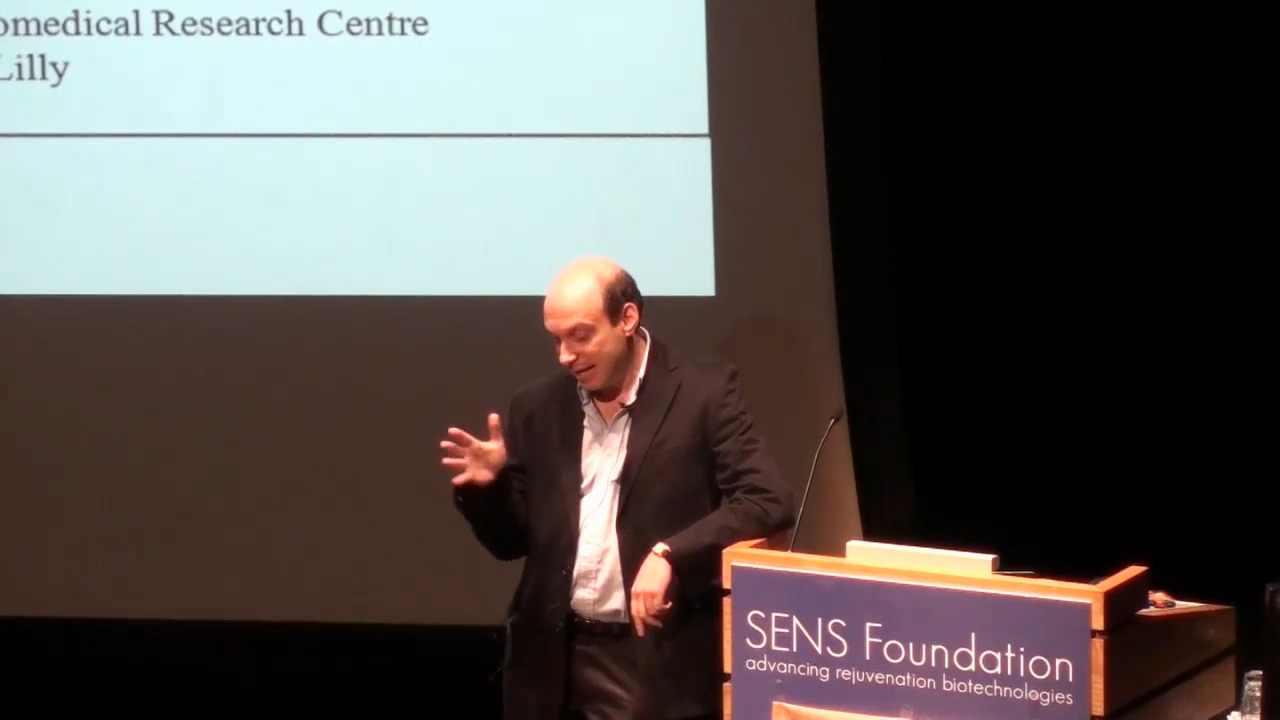 omedical Research Centre
Lilly
SENS Foundation
advancing rejuvenation biotechnologies